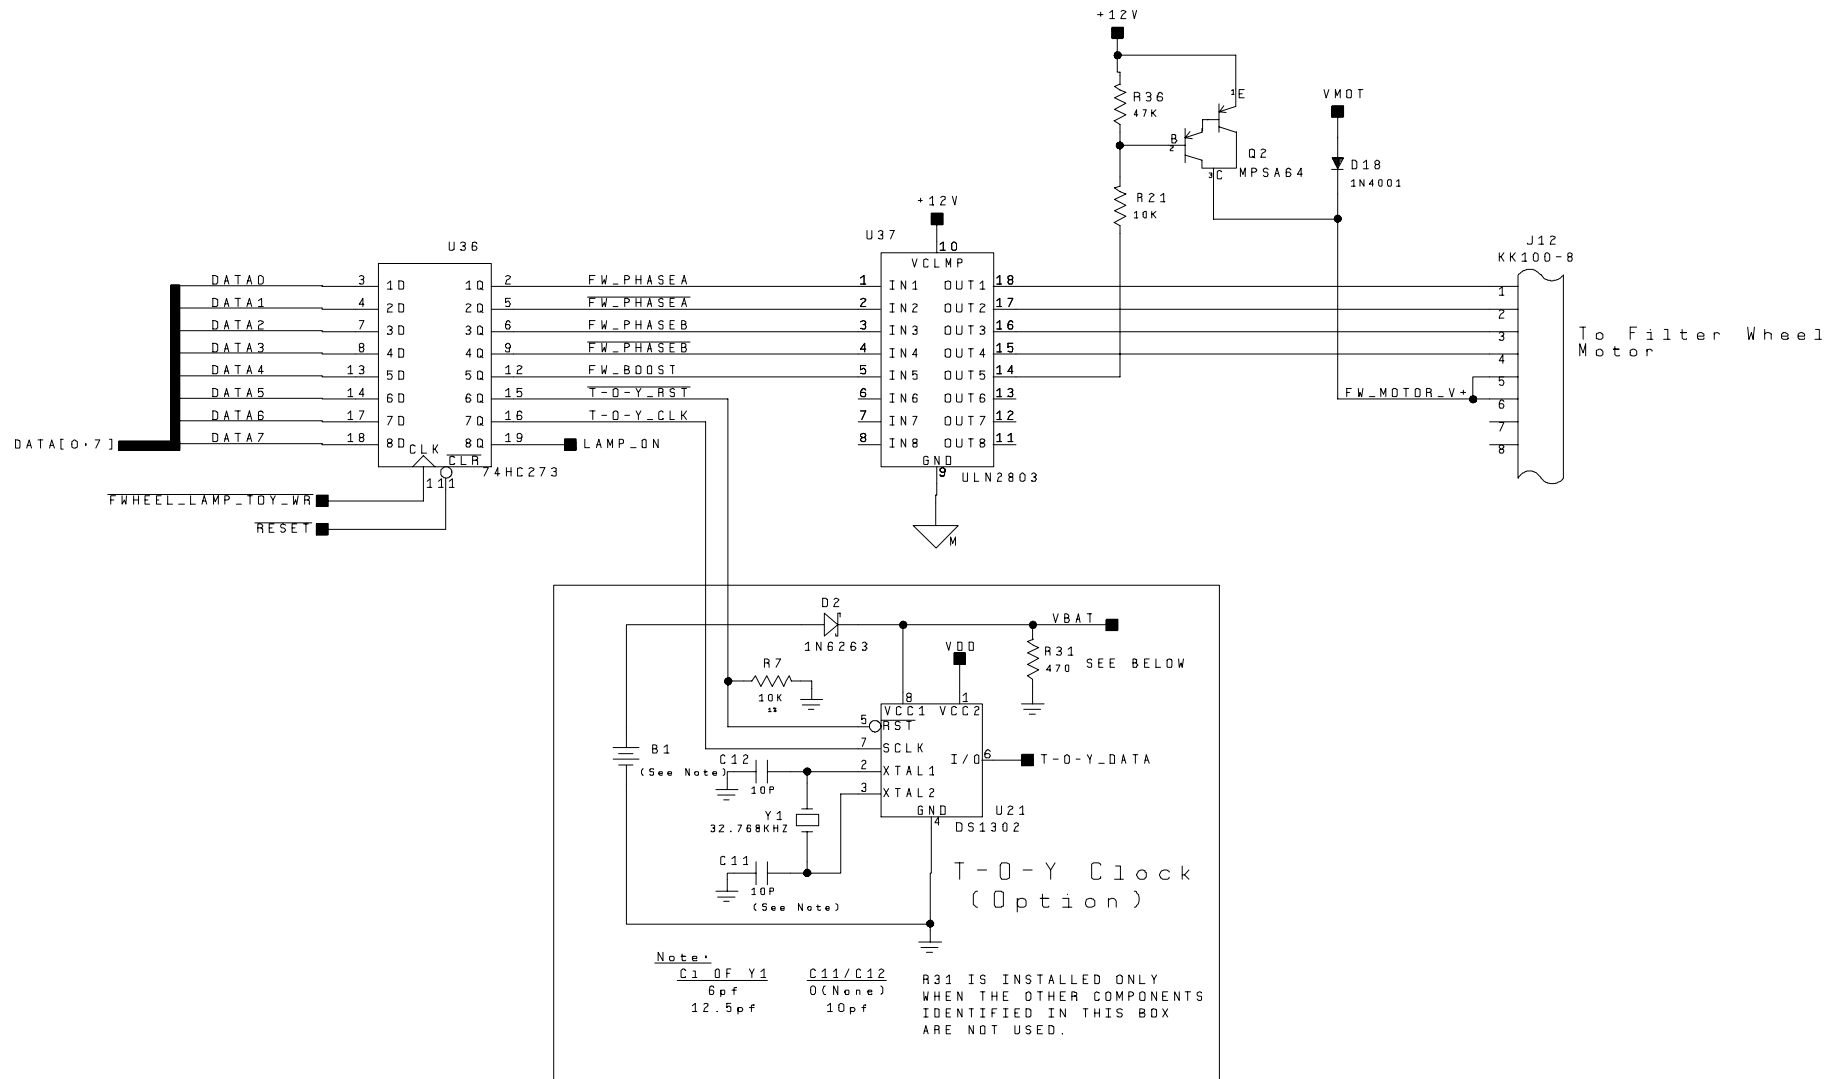 +12V
R36
47K
1 E
B
2
Q2
MPSA64
3 C
VMOT
D18
1N4001
R21
10K
+12V
U37
10
VCLMP
U36
J12
KK100-8
DATA0 3 1D 1Q 2 FW_PHASEA 1 IN1 OUT1 18 1
DATA1 4 2D 2Q 5 FW_PHASEA 2 IN2 OUT2 17 2
DATA2 7 3D 3Q 6 FW_PHASEB 3 IN3 OUT3 16 3
DATA3 8 4D 4Q 9 FW_PHASEB 4 IN4 OUT4 15 4
DATA4 13 5D 5Q 12 FW_BOOST 5 IN5 OUT5 14 5
DATA5 14 6D 6Q 15 T-O-Y_RST 6 IN6 OUT6 13 FW_MOTOR_V+ 6
DATA6 17 7D 7Q 16 T-O-Y_CLK 7 IN7 OUT7 12 7
DATA7 18 8D 8Q 19 LAMP_ON 8 IN8 OUT8 11 8
To Filter Wheel
Motor
DATA[0·7]
CLK
CLR
11 1
74HC273
GND
9
ULN2803
FWHEEL_LAMP_TOY_WR
RESET
M
D2
1N6263
VBAT
VDD
R31
470
SEE BELOW
R7
10K
1%
8
1
VCC1 VCC2
5 RST
7 SCLK
I/O 6 T-O-Y_DATA
2 XTAL1
3 XTAL2
GND
4
U21
DS1302
B1
(See Note)
C12
10P
Y1
32.768KHZ
C11
10P
(See Note)
T-O-Y Clock
(Option)
Note·
Cl OF Y1 C11/C12
6pf 0(None)
12.5pf 10pf
R31 IS INSTALLED ONLY
WHEN THE OTHER COMPONENTS
IDENTIFIED IN THIS BOX
ARE NOT USED.